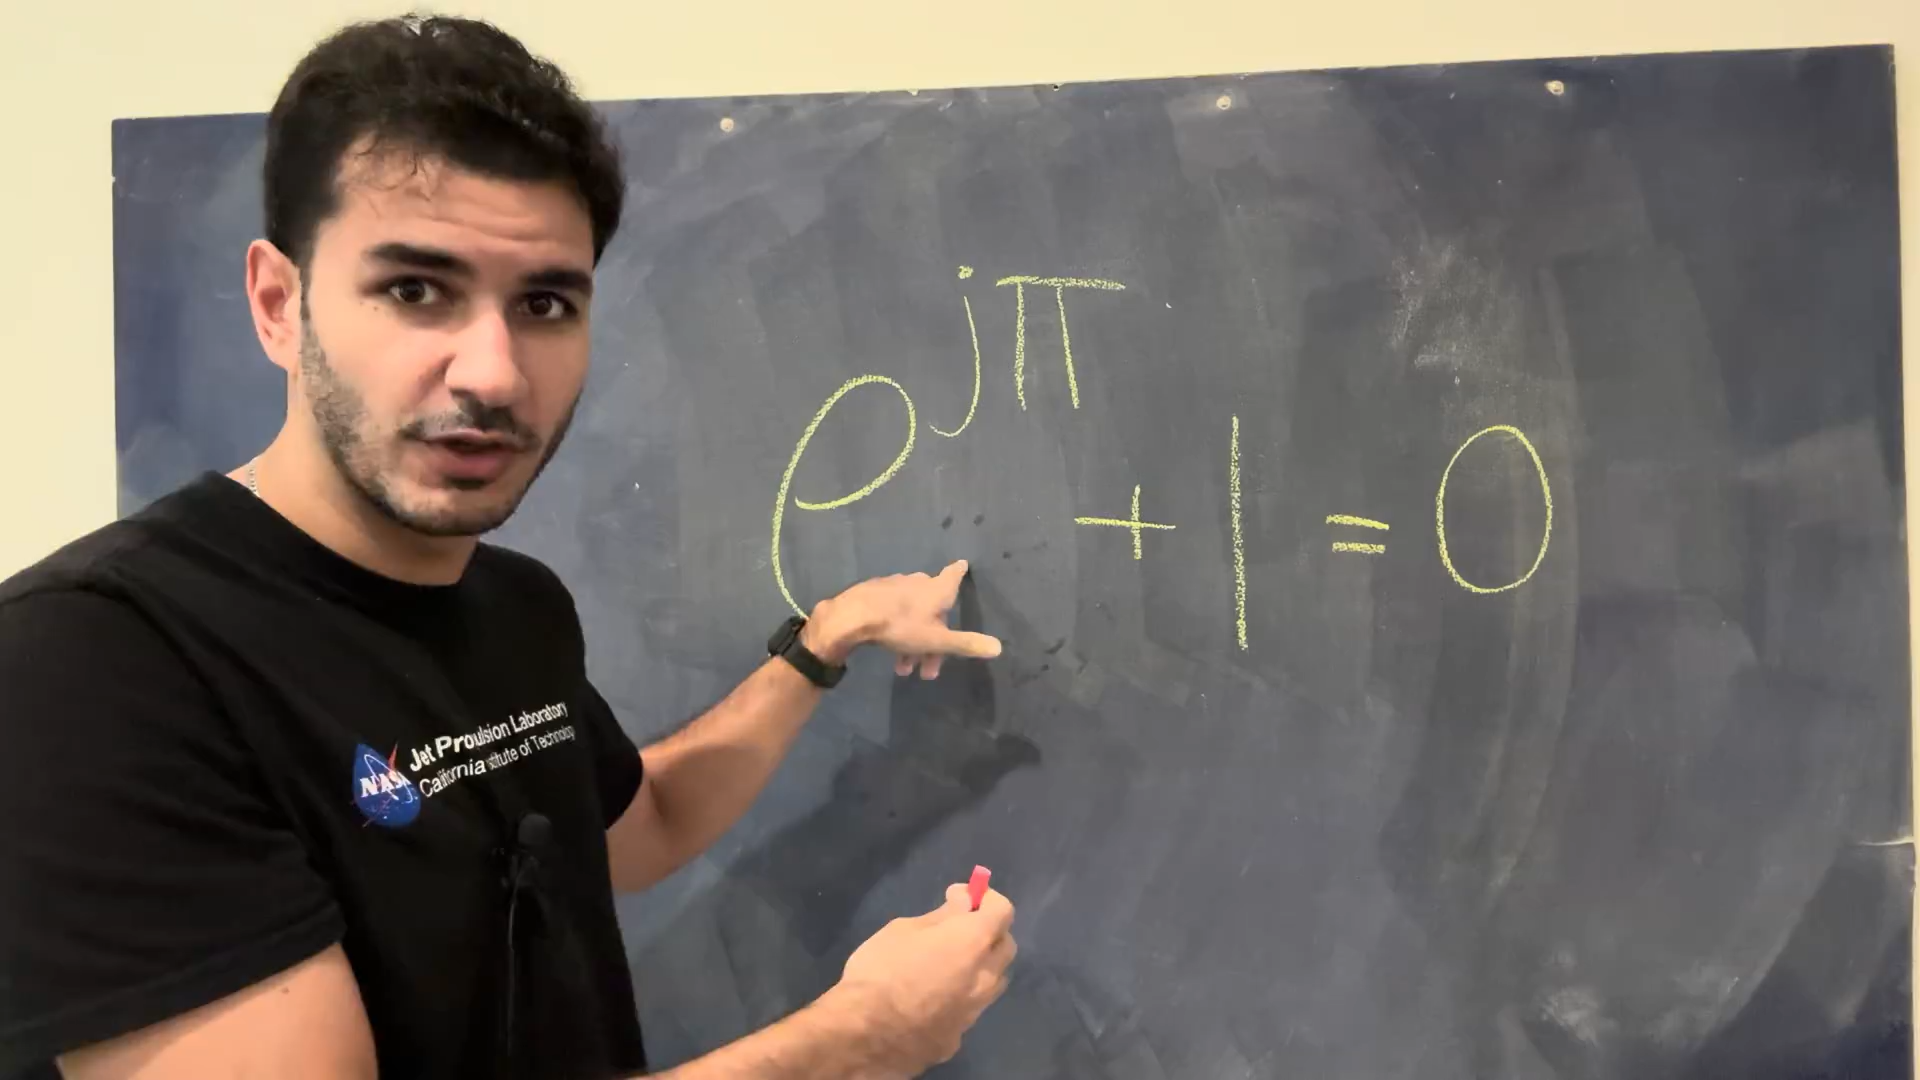 e^{jπ} + 1 = 0
NASA
Jet Propulsion Laboratory
California Institute of Technology